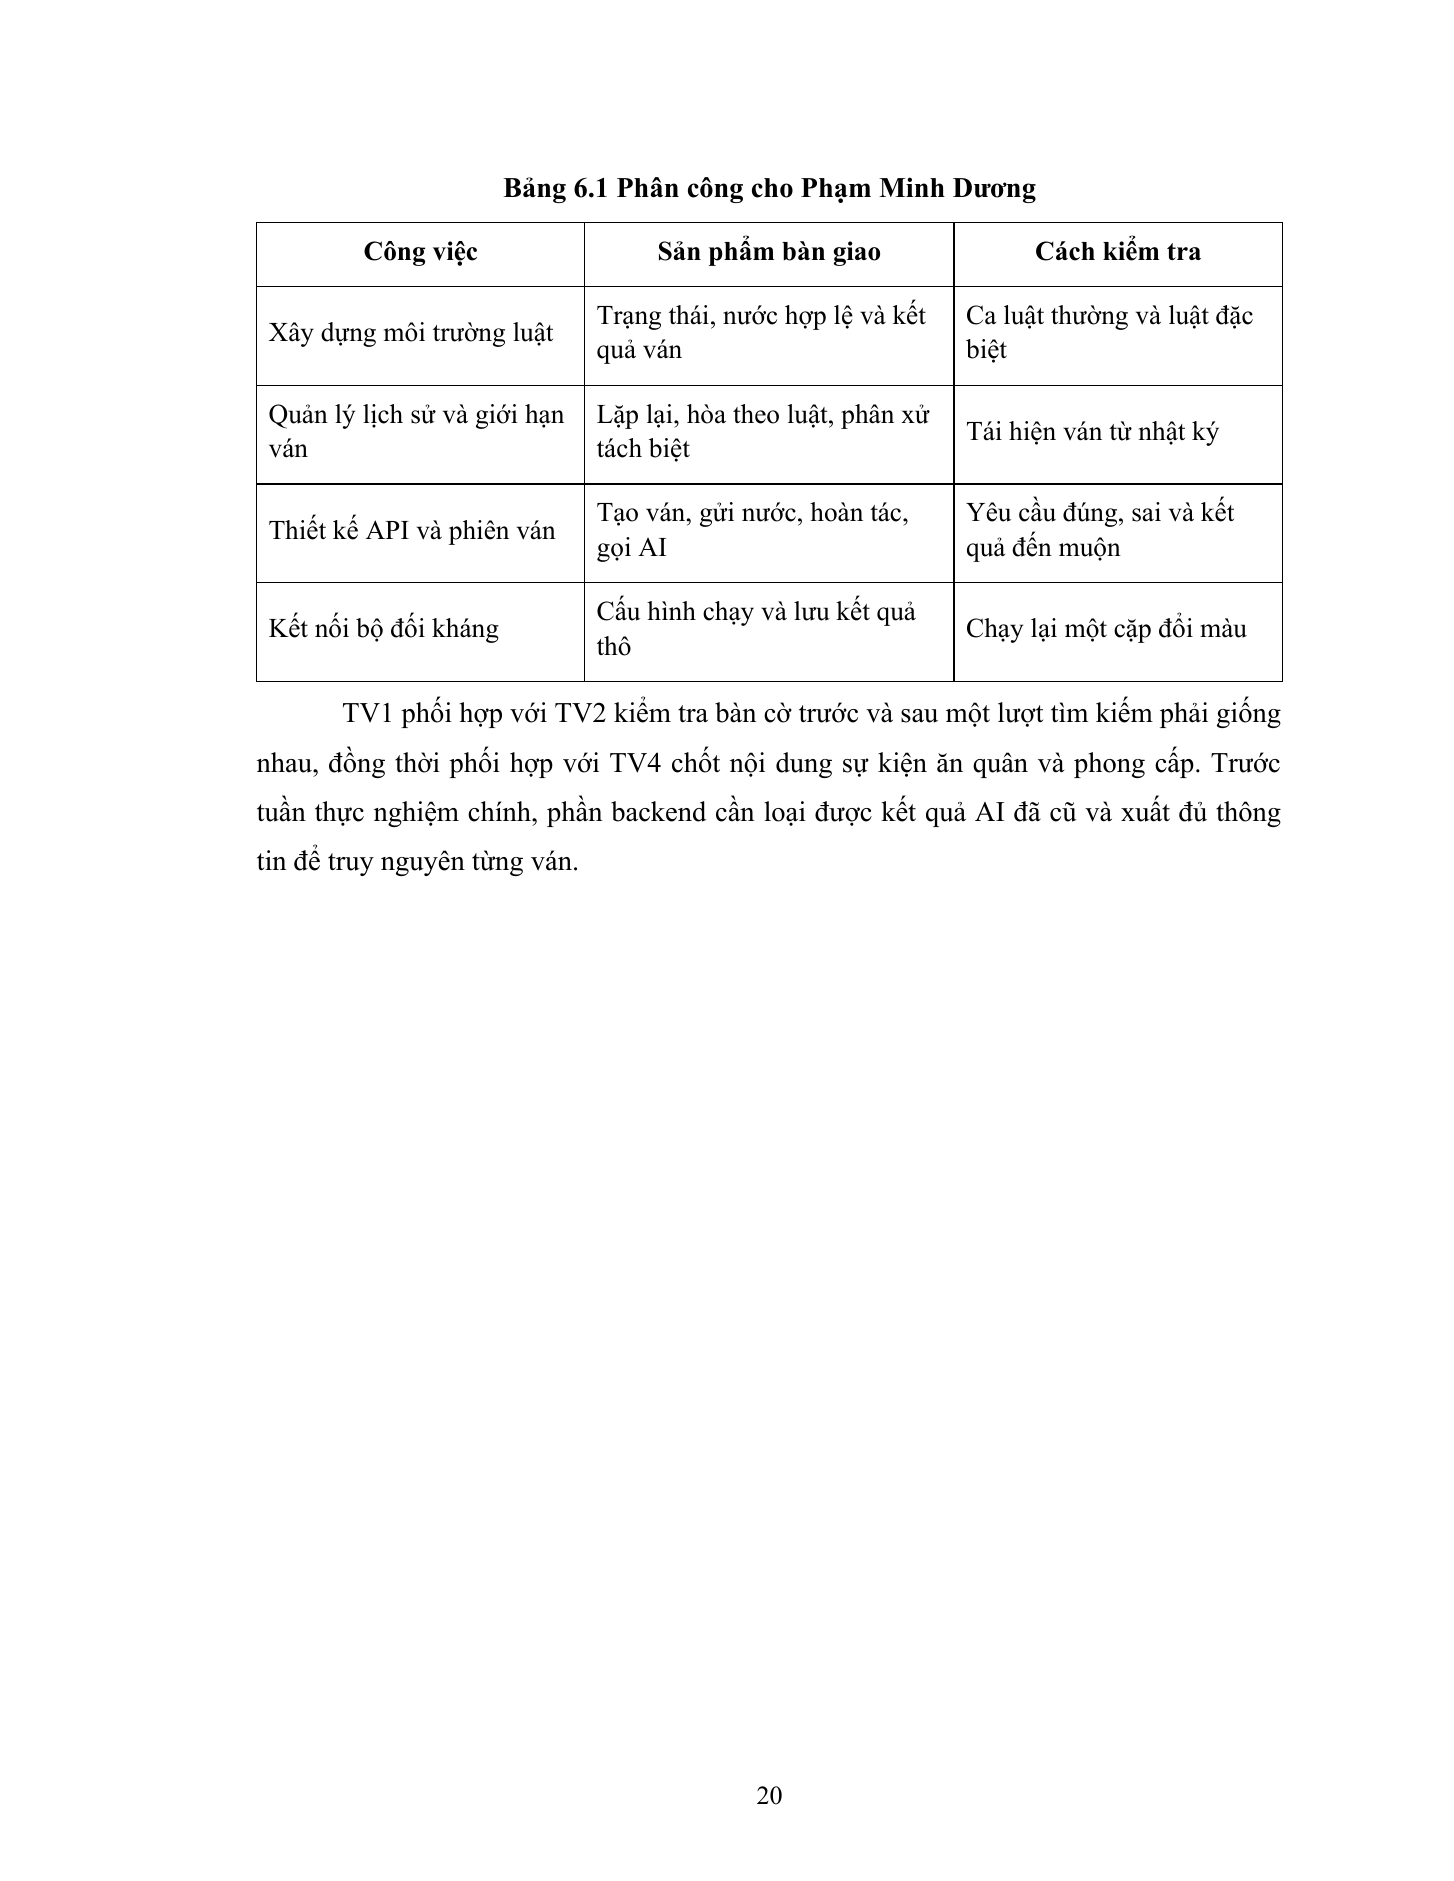 Bảng 6.1 Phân công cho Phạm Minh Dương
Công việc
Sản phẩm bàn giao
Cách kiểm tra
Xây dựng môi trường luật
Trạng thái, nước hợp lệ và kết
quả ván
Ca luật thường và luật đặc
biệt
Quản lý lịch sử và giới hạn
ván
Lặp lại, hòa theo luật, phân xử
tách biệt
Tái hiện ván từ nhật ký
Thiết kế API và phiên ván
Tạo ván, gửi nước, hoàn tác,
gọi AI
Yêu cầu đúng, sai và kết
quả đến muộn
Kết nối bộ đối kháng
Cấu hình chạy và lưu kết quả
thô
Chạy lại một cặp đổi màu
TV1 phối hợp với TV2 kiểm tra bàn cờ trước và sau một lượt tìm kiếm phải giống
nhau, đồng thời phối hợp với TV4 chốt nội dung sự kiện ăn quân và phong cấp. Trước
tuần thực nghiệm chính, phần backend cần loại được kết quả AI đã cũ và xuất đủ thông
tin để truy nguyên từng ván.
20